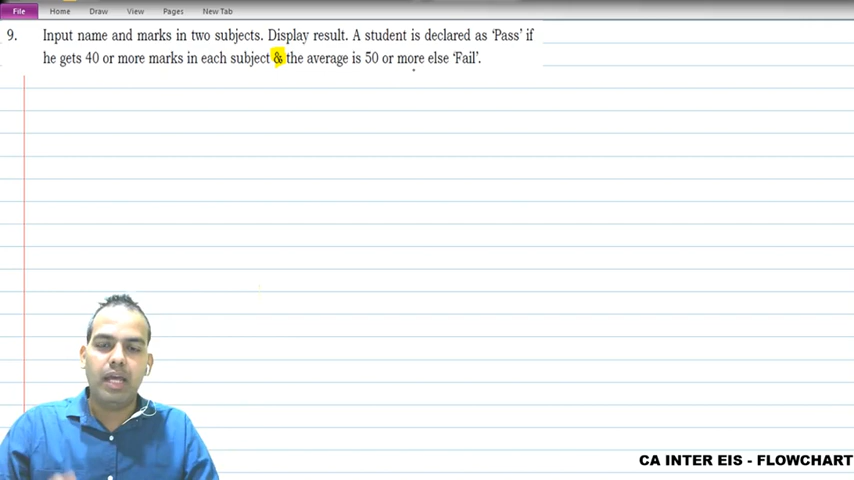 File Home Draw View Pages New Tab
9. Input name and marks in two subjects. Display result. A student is declared as ‘Pass’ if
he gets 40 or more marks in each subject & the average is 50 or more else ‘Fail’.
CA INTER EIS - FLOWCHART